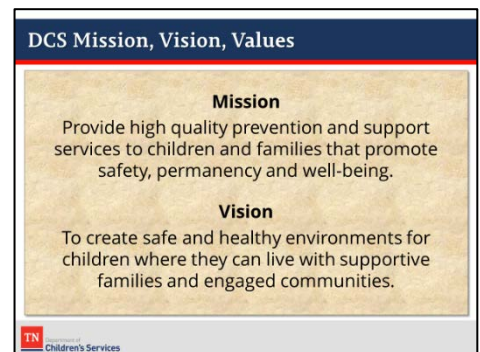 DCS Mission, Vision, Values
Mission
Provide high quality prevention and support
services to children and families that promote
safety, permanency and well-being.
Vision
To create safe and healthy environments for
children where they can live with supportive
families and engaged communities.
TN
Department of
Children's Services